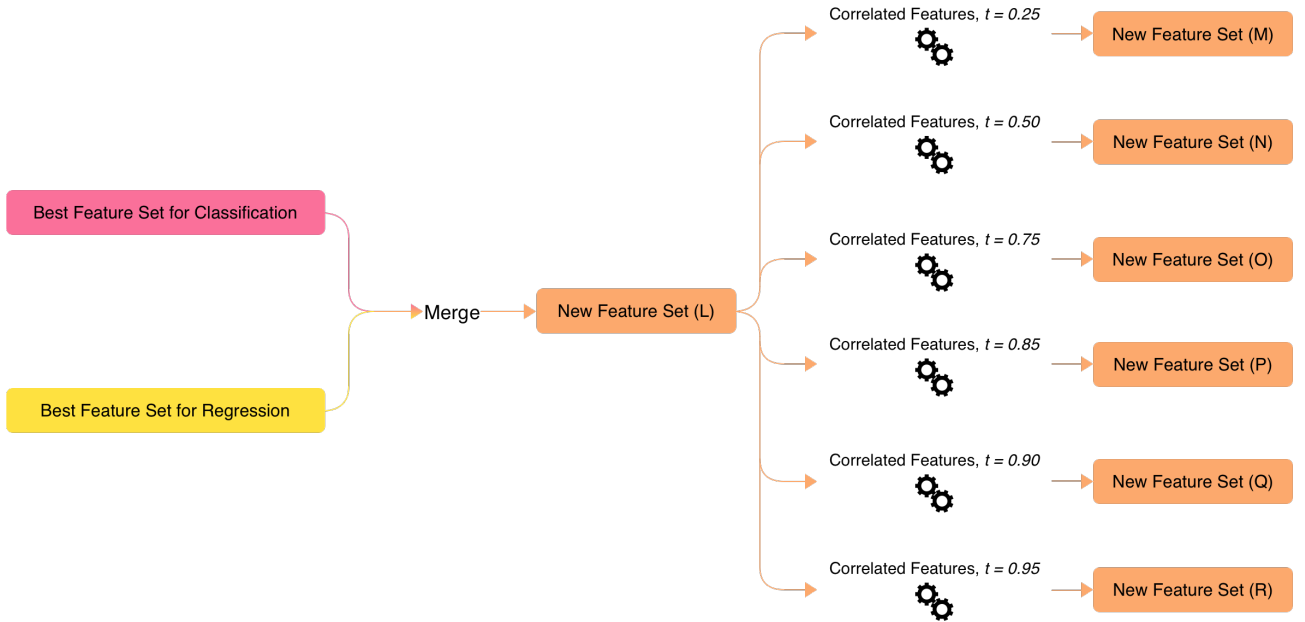 Best Feature Set for Classification
Best Feature Set for Regression
Merge
New Feature Set (L)
Correlated Features, t = 0.25
New Feature Set (M)
Correlated Features, t = 0.50
New Feature Set (N)
Correlated Features, t = 0.75
New Feature Set (O)
Correlated Features, t = 0.85
New Feature Set (P)
Correlated Features, t = 0.90
New Feature Set (Q)
Correlated Features, t = 0.95
New Feature Set (R)